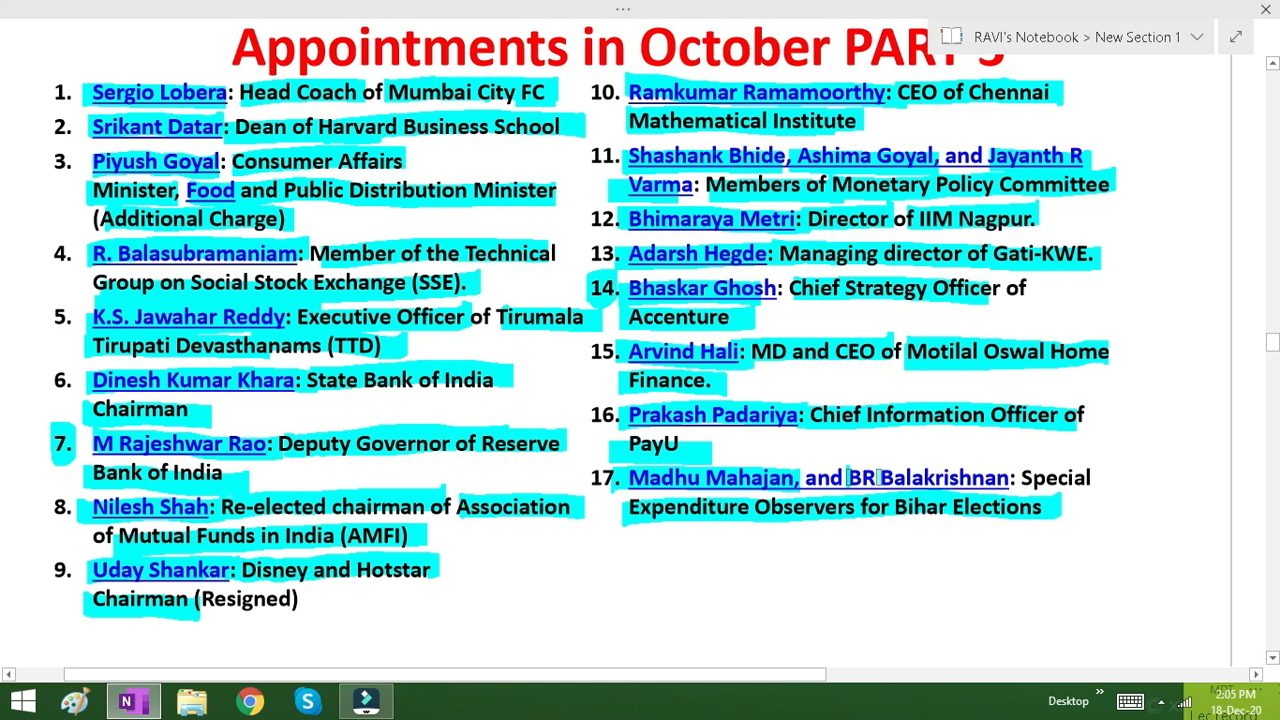 Appointments in October PART 3
RAVI's Notebook > New Section 1
1. Sergio Lobera: Head Coach of Mumbai City FC
2. Srikant Datar: Dean of Harvard Business School
3. Piyush Goyal: Consumer Affairs
Minister, Food and Public Distribution Minister
(Additional Charge)
4. R. Balasubramaniam: Member of the Technical
Group on Social Stock Exchange (SSE).
5. K.S. Jawahar Reddy: Executive Officer of Tirumala
Tirupati Devasthanams (TTD)
6. Dinesh Kumar Khara: State Bank of India
Chairman
7. M Rajeshwar Rao: Deputy Governor of Reserve
Bank of India
8. Nilesh Shah: Re-elected chairman of Association
of Mutual Funds in India (AMFI)
9. Uday Shankar: Disney and Hotstar
Chairman (Resigned)
10. Ramkumar Ramamoorthy: CEO of Chennai
Mathematical Institute
11. Shashank Bhide, Ashima Goyal, and Jayanth R
Varma: Members of Monetary Policy Committee
12. Bhimaraya Metri: Director of IIM Nagpur.
13. Adarsh Hegde: Managing director of Gati-KWE.
14. Bhaskar Ghosh: Chief Strategy Officer of
Accenture
15. Arvind Hali: MD and CEO of Motilal Oswal Home
Finance.
16. Prakash Padariya: Chief Information Officer of
PayU
17. Madhu Mahajan, and BR Balakrishnan: Special
Expenditure Observers for Bihar Elections
Desktop
2:05 PM
18-Dec-20